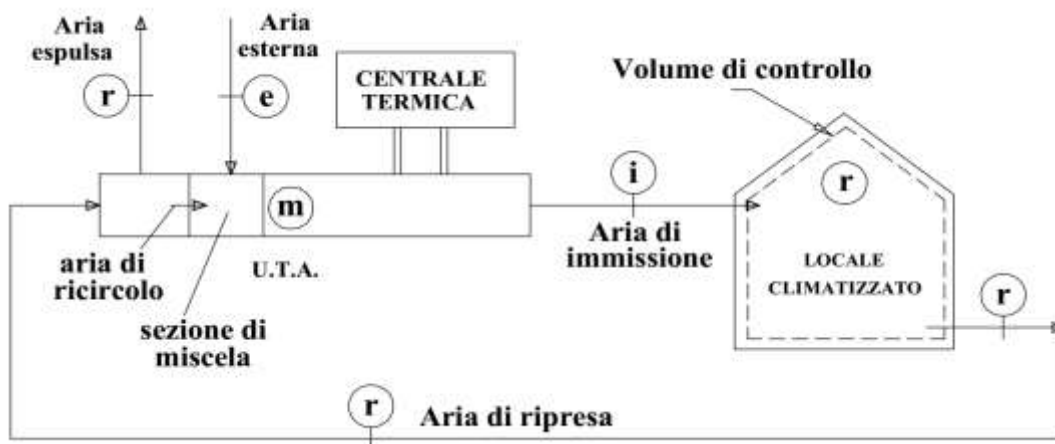 Aria
espulsa
Aria
esterna
r
e
CENTRALE
TERMICA
Volume di controllo
m
i
r
aria di
ricircolo
U.T.A.
sezione di
miscela
Aria di
immissione
LOCALE
CLIMATIZZATO
r
r
Aria di ripresa